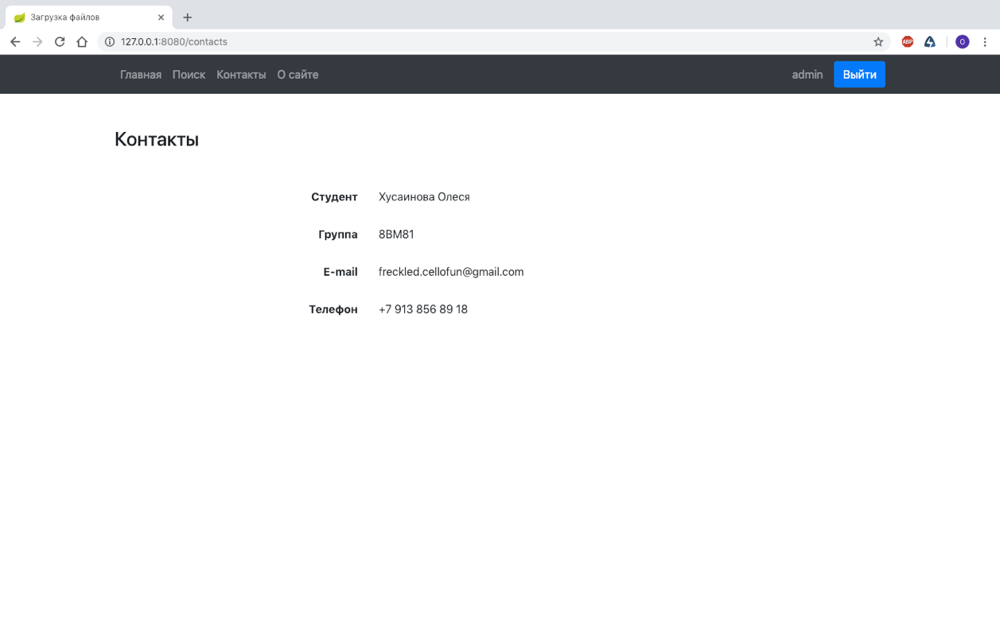 Загрузка файлов
127.0.0.1:8080/contacts
ABP
O
Главная Поиск Контакты О сайте admin Выйти
Контакты
Студент Хусаинова Олеся
Группа 8ВМ81
E-mail freckled.cellofun@gmail.com
Телефон +7 913 856 89 18